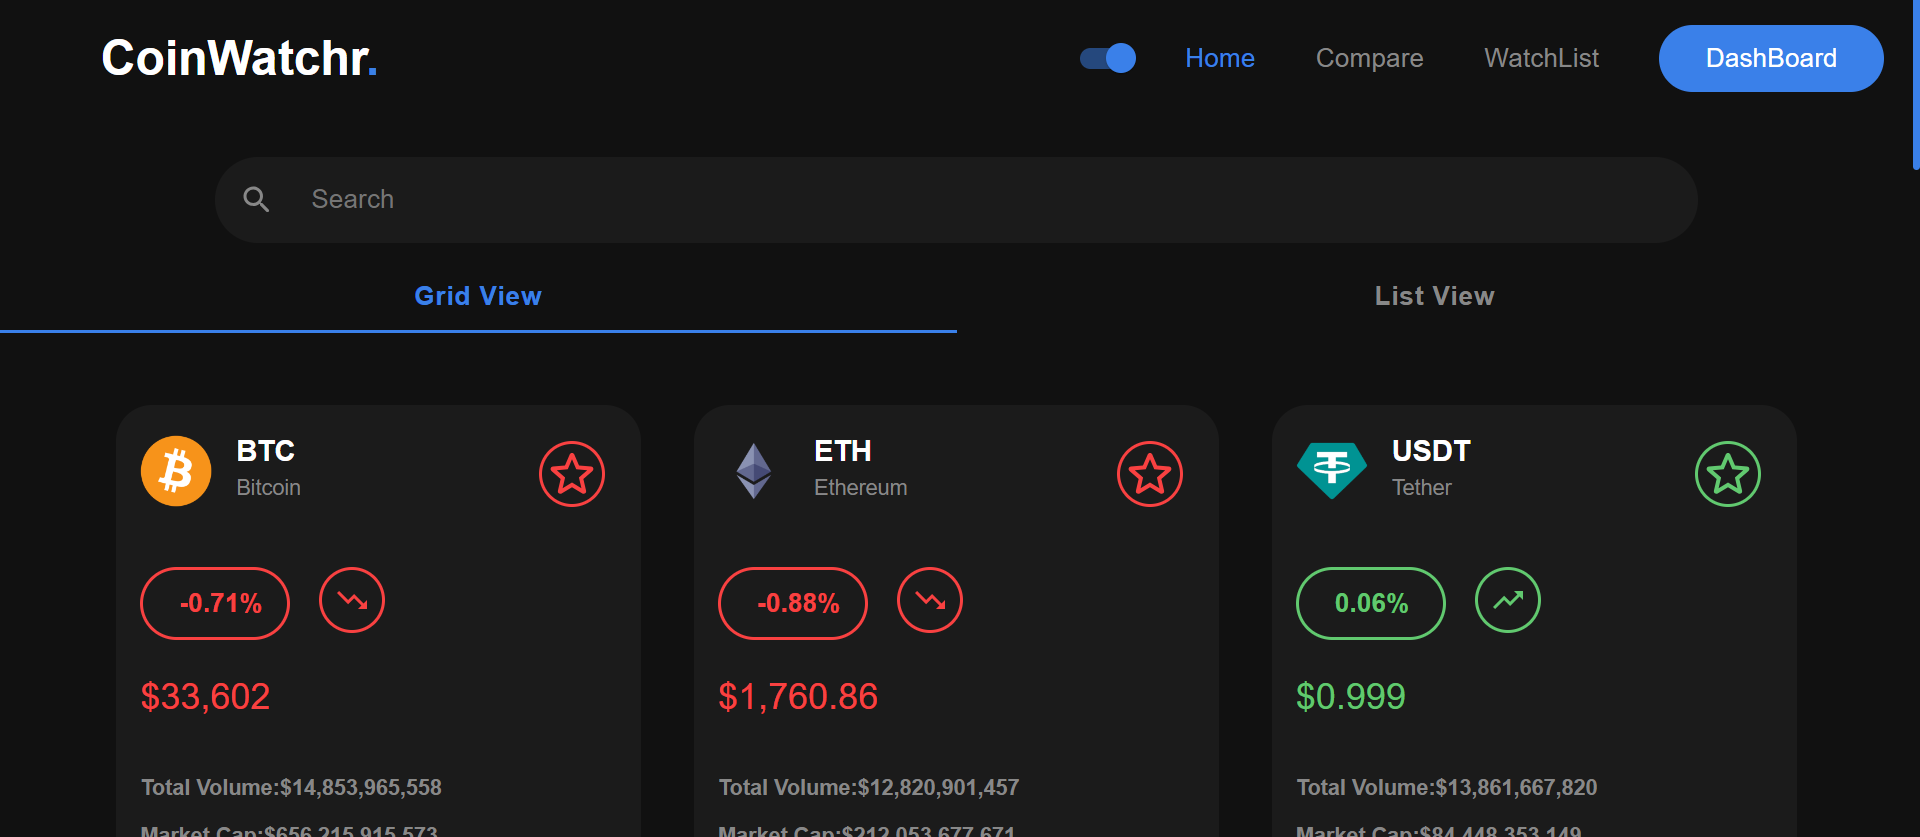 CoinWatchr.
Home Compare WatchList DashBoard
Search
Grid View List View
BTC
Bitcoin
-0.71%
$33,602
Total Volume:$14,853,965,558
Market Cap:$656,215,915,573
ETH
Ethereum
-0.88%
$1,760.86
Total Volume:$12,820,901,457
Market Cap:$212,053,677,671
USDT
Tether
0.06%
$0.999
Total Volume:$13,861,667,820
Market Cap:$84,448,353,149